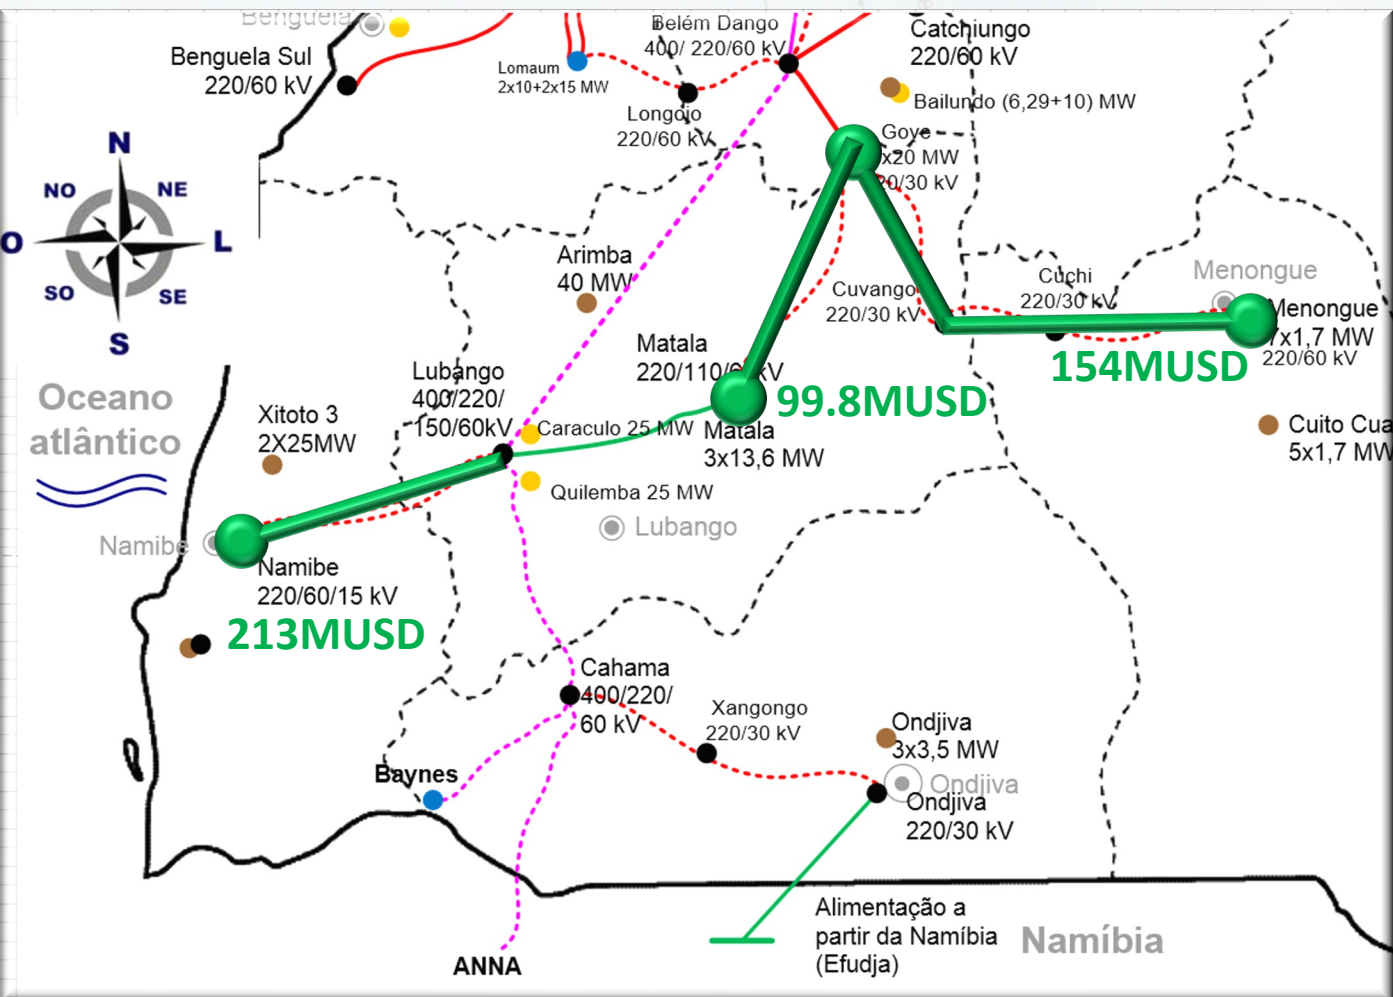 Benguela
Benguela Sul
220/60 kV
Lomaum
2x10+2x15 MW
Belém Dango
400/ 220/60 kV
Longojo
220/60 kV
Catchiungo
220/60 kV
Bailundo (6,29+10) MW
Gove
x20 MW
20/30 kV
N
NO
NE
O
L
SO
SE
S
Arimba
40 MW
Cuvango
220/30 kV
Cuchi
220/30 kV
Menongue
Menongue
7x1,7 MW
220/60 kV
154MUSD
Matala
220/110/60 kV
99.8MUSD
Matala
3x13,6 MW
Lubango
400/220/
150/60kV
Caraculo 25 MW
Quilemba 25 MW
Lubango
Cuito Cua
5x1,7 MW
Oceano
atlântico
Xitoto 3
2X25MW
Namibe
Namibe
220/60/15 kV
213MUSD
Cahama
400/220/
60 kV
Xangongo
220/30 kV
Ondjiva
3x3,5 MW
Ondjiva
Ondjiva
220/30 kV
Baynes
ANNA
Alimentação a
partir da Namíbia
(Efudja)
Namíbia